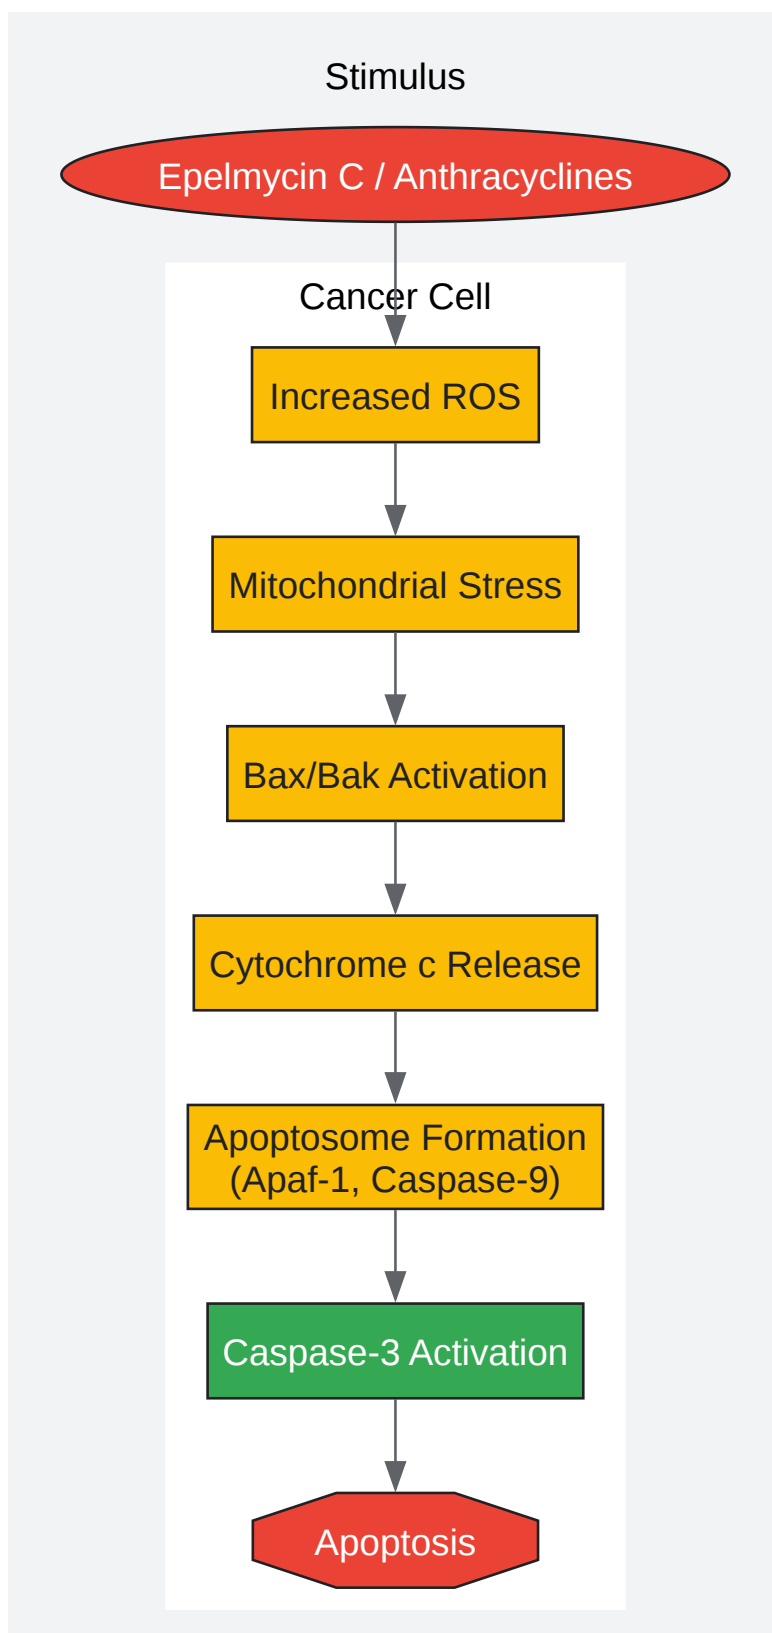 Stimulus
Epelmycin C / Anthracyclines
Cancer Cell
Increased ROS
Mitochondrial Stress
Bax/Bak Activation
Cytochrome c Release
Apoptosome Formation
(Apaf-1, Caspase-9)
Caspase-3 Activation
Apoptosis